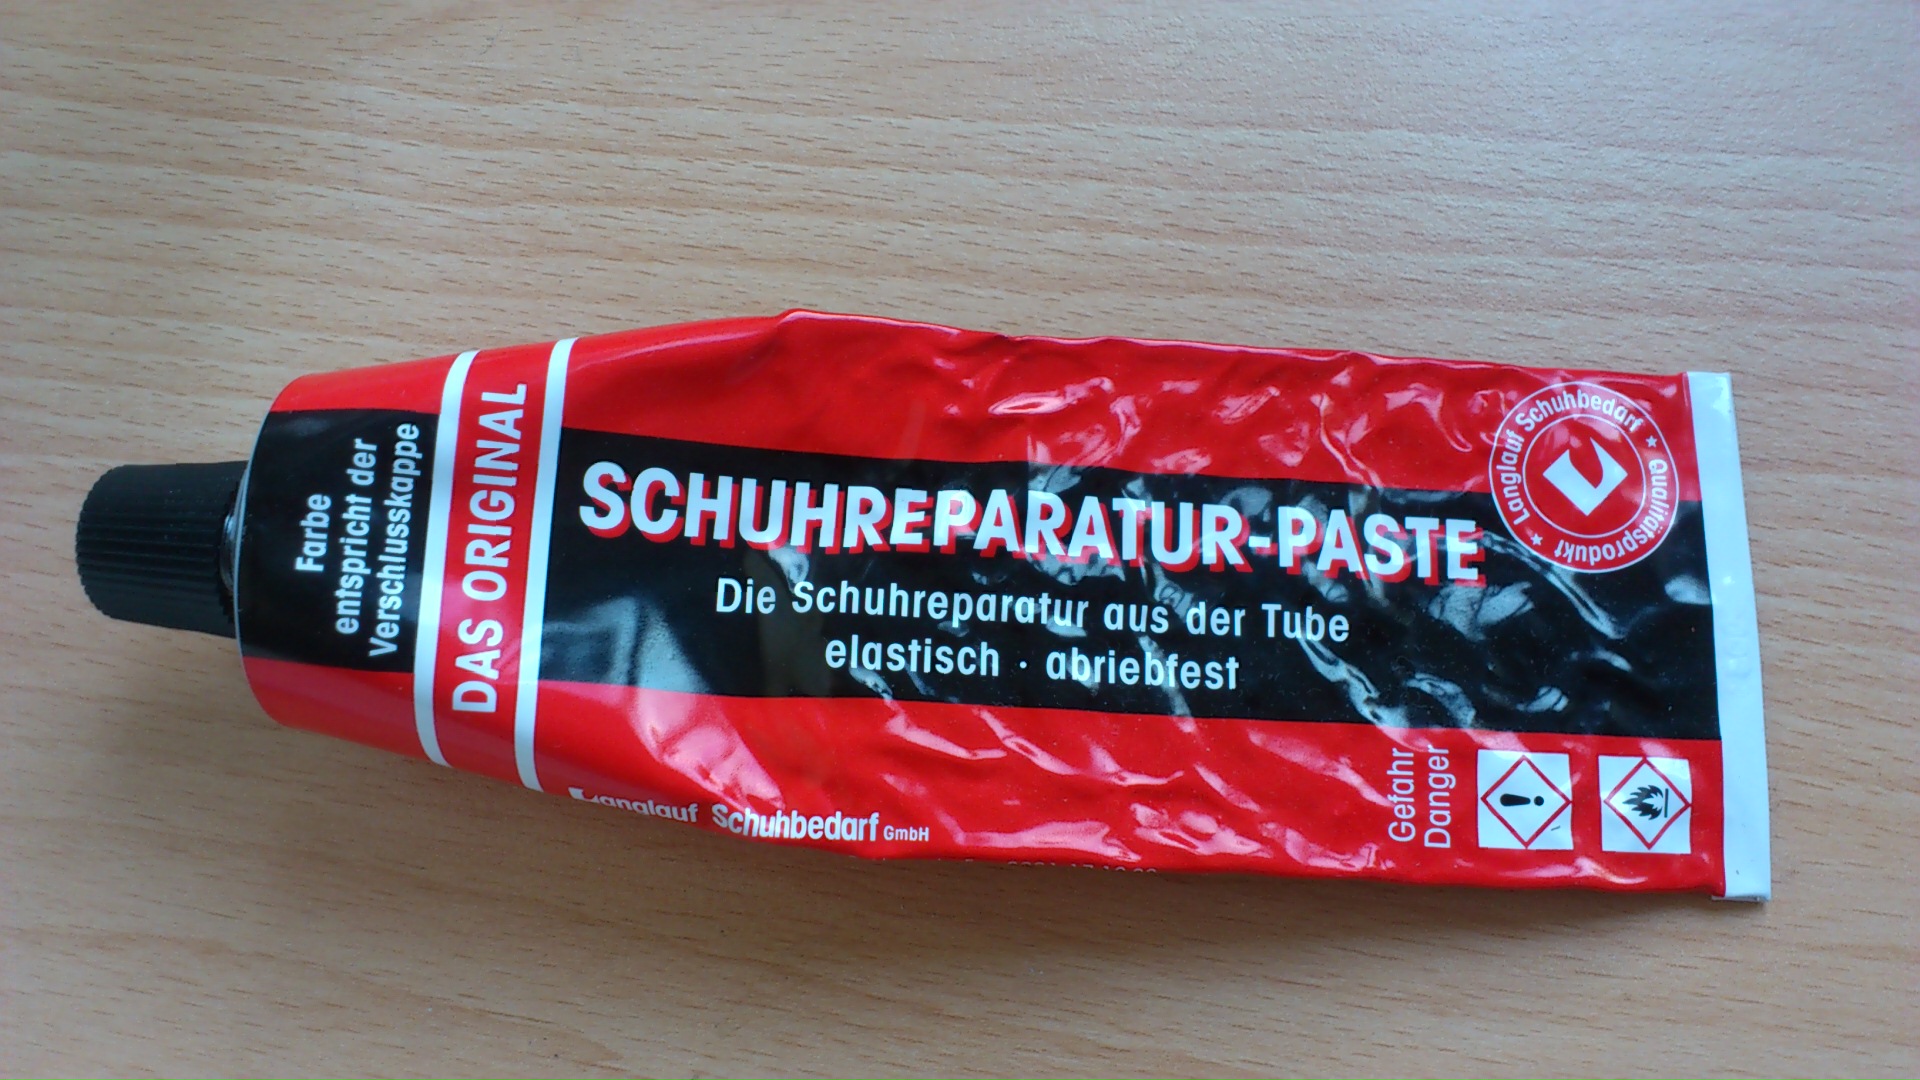 Farbe
entspricht der
Verschlusskappe
DAS ORIGINAL
SCHUHREPARATUR-PASTE
Die Schuhreparatur aus der Tube
elastisch · abriebfest
Langlauf Schuhbedarf ★ Qualitätsprodukt ★
Langlauf Schuhbedarf GmbH
Gefahr
Danger